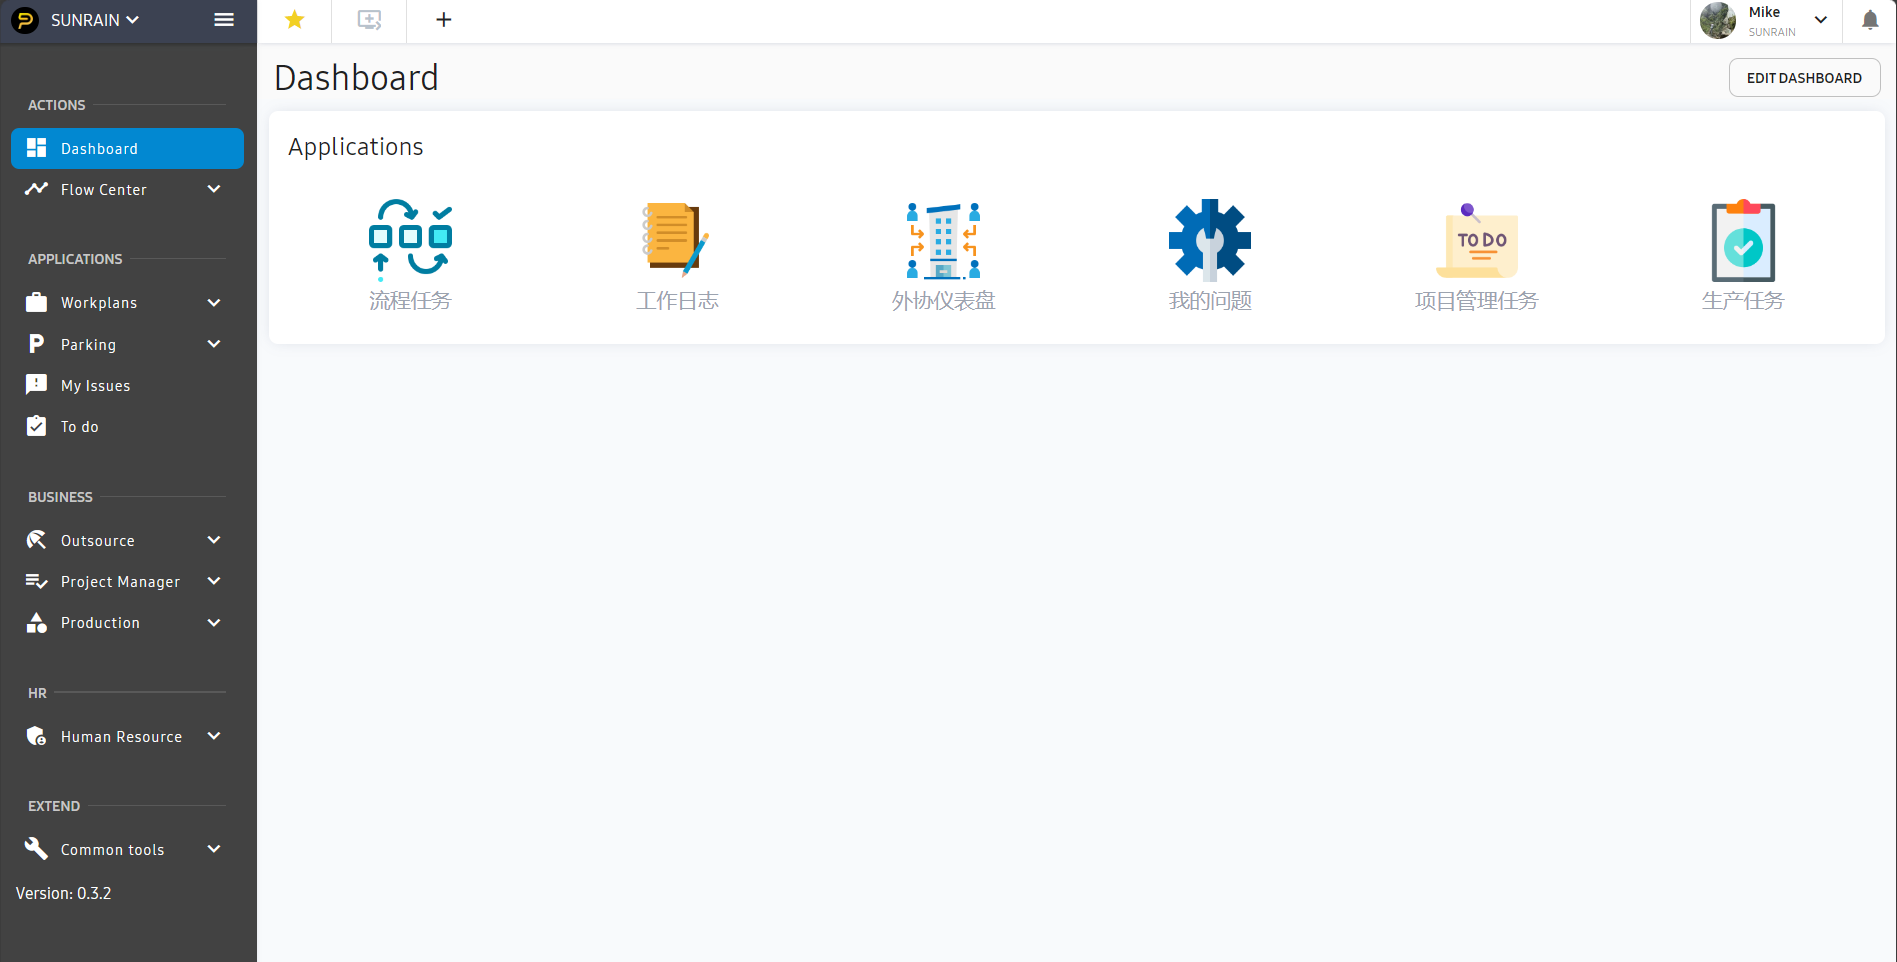 SUNRAIN
Mike
SUNRAIN
Dashboard
EDIT DASHBOARD
ACTIONS
Dashboard
Flow Center
APPLICATIONS
Workplans
Parking
My Issues
To do
BUSINESS
Outsource
Project Manager
Production
HR
Human Resource
EXTEND
Common tools
Version: 0.3.2
Applications
TO DO
流程任务
工作日志
外协仪表盘
我的问题
项目管理任务
生产任务